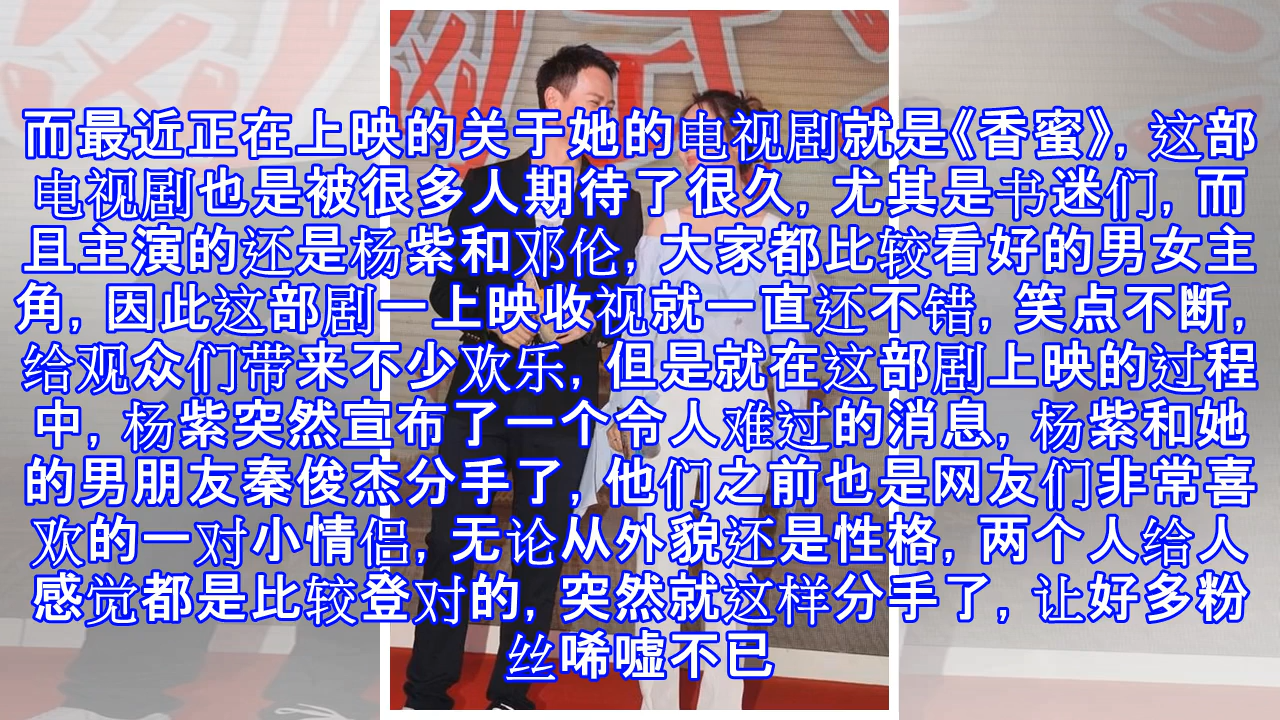 而最近正在上映的关于她的电视剧就是《香蜜》, 这部
电视剧也是被很多人期待了很久, 尤其是书迷们, 而
且主演的还是杨紫和邓伦, 大家都比较看好的男女主
角, 因此这部剧一上映收视就一直还不错, 笑点不断,
给观众们带来不少欢乐, 但是就在这部剧上映的过程
中, 杨紫突然宣布了一个令人难过的消息, 杨紫和她
的男朋友秦俊杰分手了, 他们之前也是网友们非常喜
欢的一对小情侣, 无论从外貌还是性格, 两个人给人
感觉都是比较登对的, 突然就这样分手了, 让好多粉
丝唏嘘不已